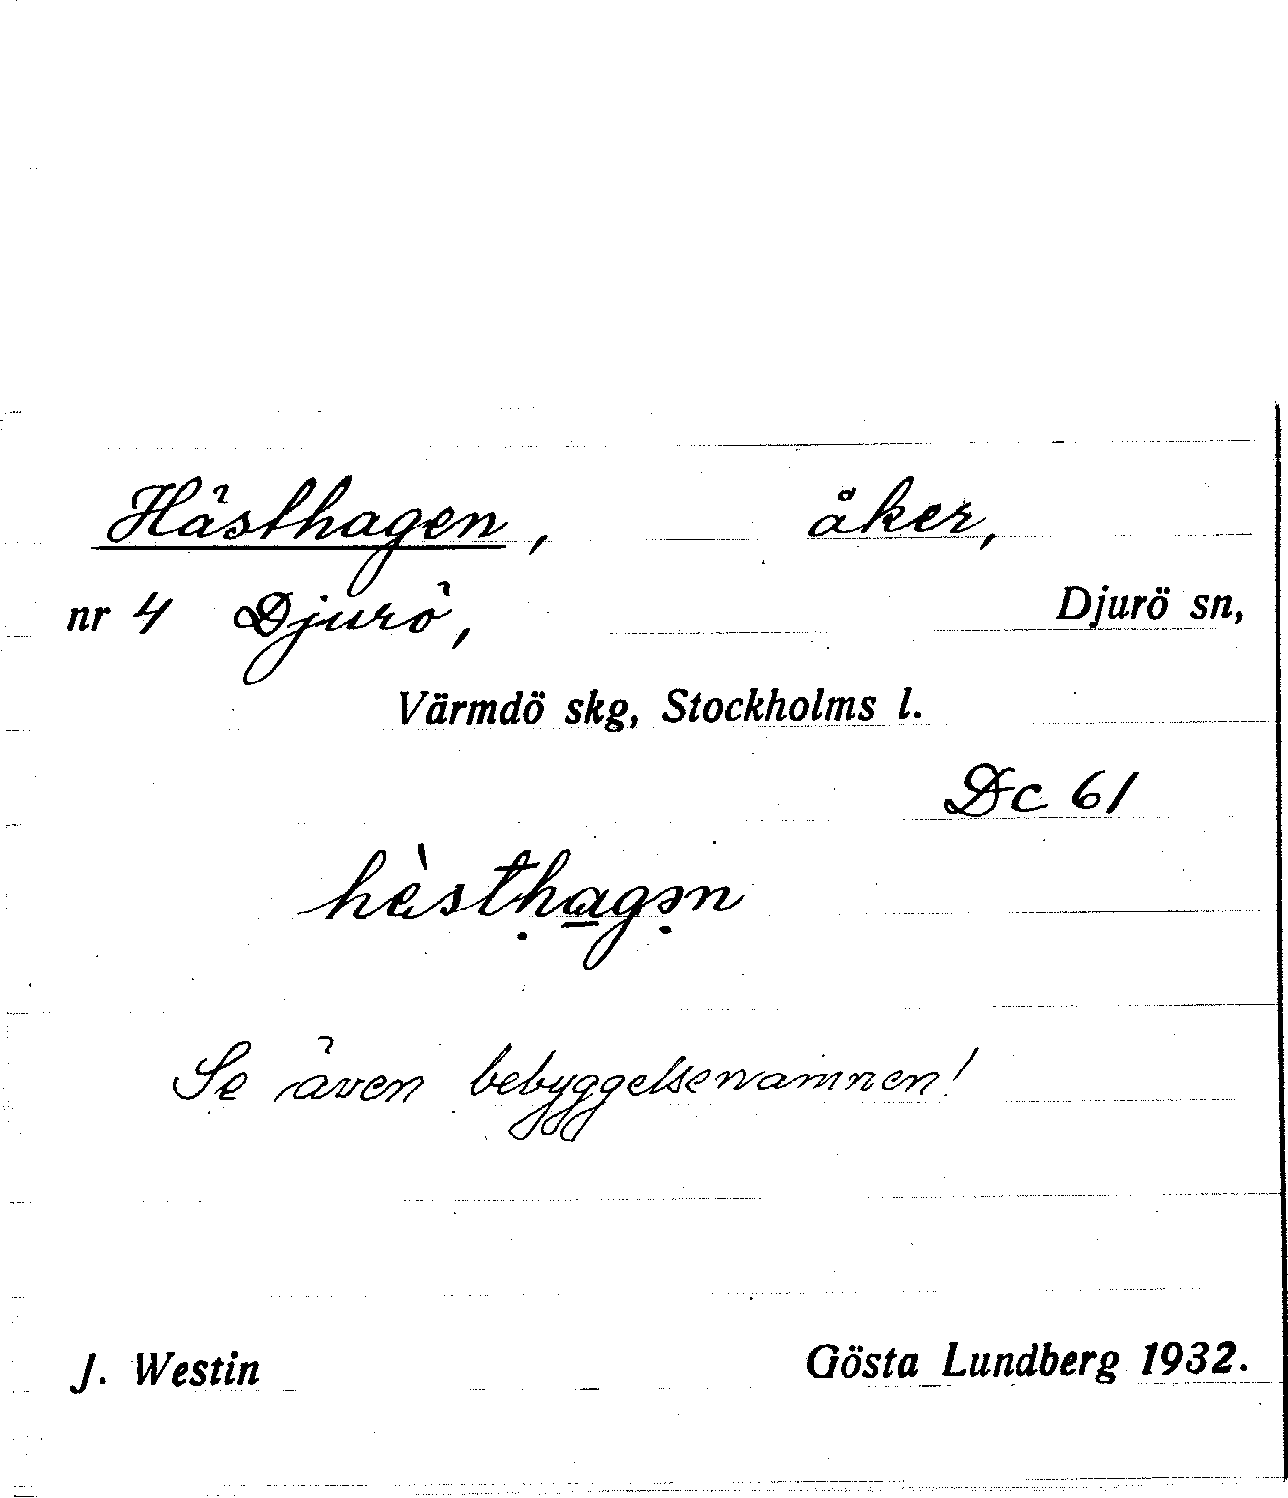 Hästhagen, åker,
nr 4 Djurö, Djurö sn,
Värmdö skg, Stockholms l.
Dc 61
hὲsthagən
Se även bebyggelsenamnen!
J. Westin Gösta Lundberg 1932.